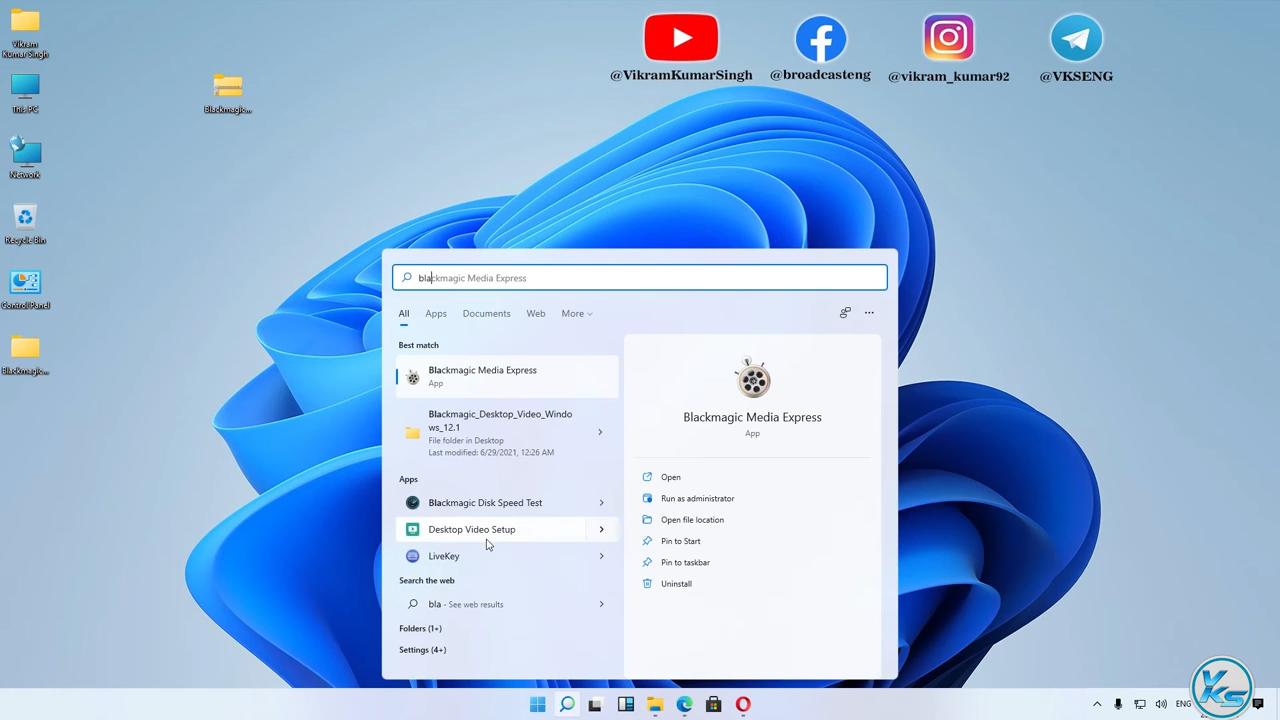 Vikram
Kumar Singh
This PC
Network
Recycle Bin
Control Panel
Blackmagic...
Blackmagic...
@VikramKumarSingh
@broadcasteng
@vikram_kumar92
@VKSENG
blackmagic Media Express
All
Apps
Documents
Web
More
Best match
Blackmagic Media Express
App
Blackmagic_Desktop_Video_Windo
ws_12.1
File folder in Desktop
Last modified: 6/29/2021, 12:26 AM
Apps
Blackmagic Disk Speed Test
Desktop Video Setup
LiveKey
Search the web
bla - See web results
Folders (1+)
Settings (4+)
Blackmagic Media Express
App
Open
Run as administrator
Open file location
Pin to Start
Pin to taskbar
Uninstall
ENG
VKS